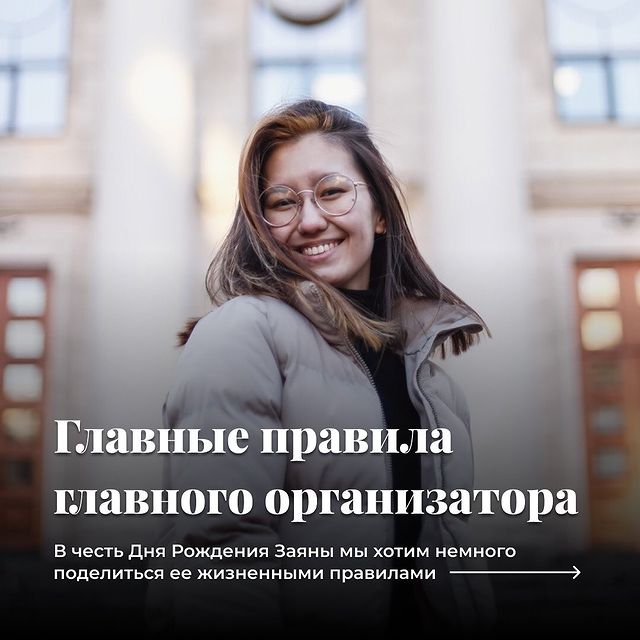 Главные правила
главного организатора
В честь Дня Рождения Заяны мы хотим немного
поделиться ее жизненными правилами